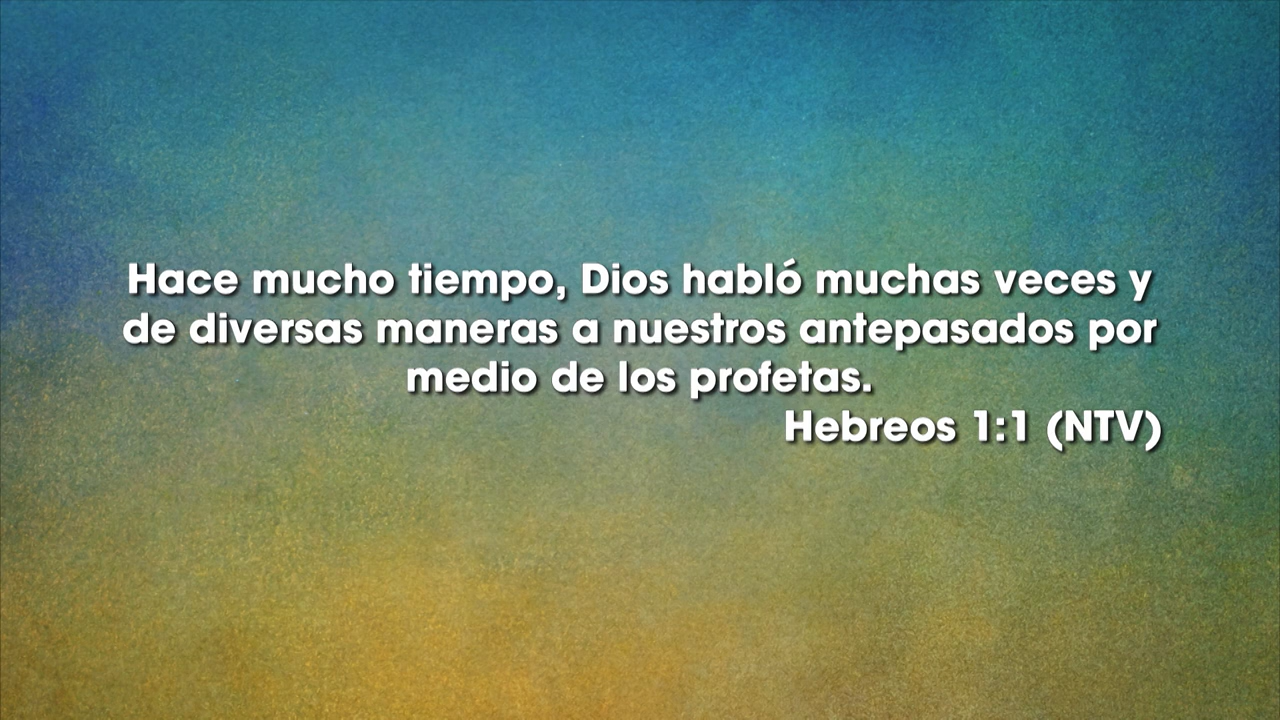 Hace mucho tiempo, Dios habló muchas veces y
de diversas maneras a nuestros antepasados por
medio de los profetas.
Hebreos 1:1 (NTV)